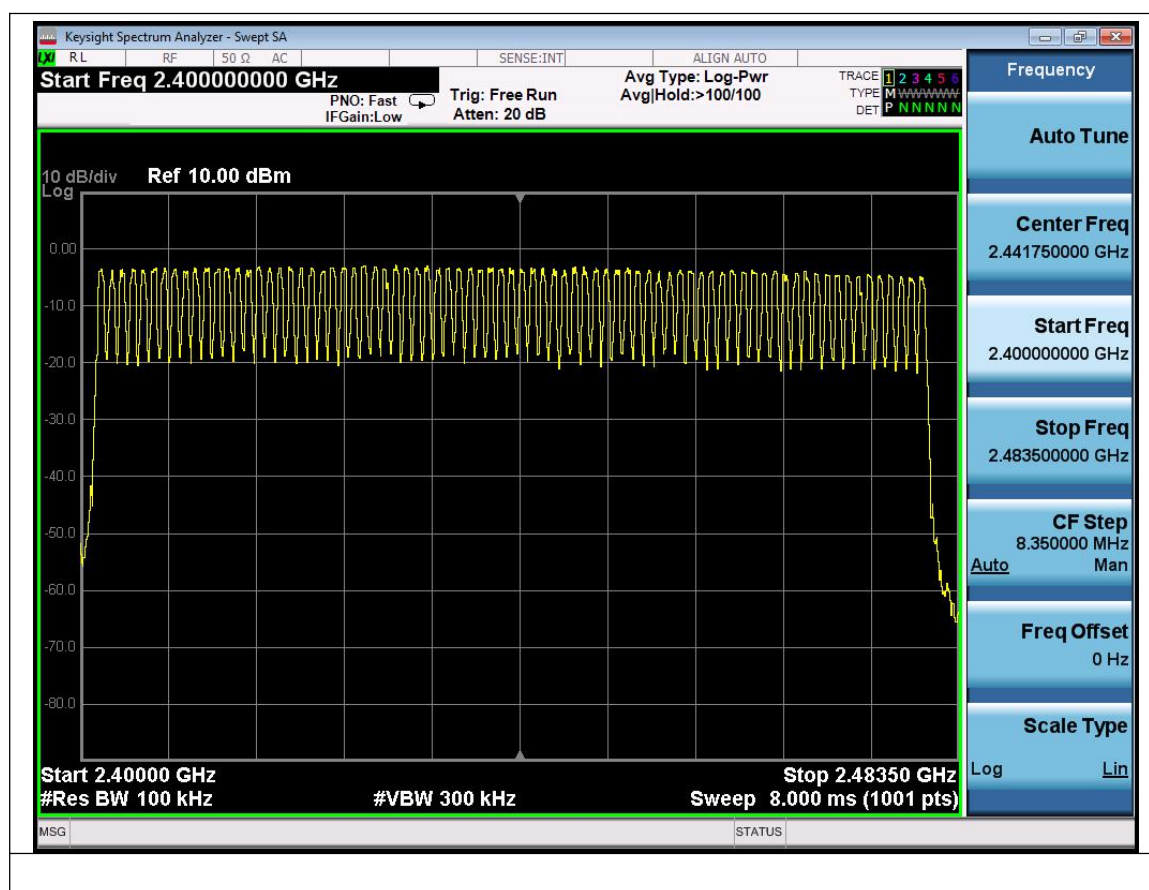 Keysight Spectrum Analyzer - Swept SA
LXI RL RF 50 Ω AC SENSE:INT ALIGN AUTO
Start Freq 2.400000000 GHz
PNO: Fast
IFGain:Low
Trig: Free Run
Atten: 20 dB
Avg Type: Log-Pwr
Avg|Hold:>100/100
TRACE 1 2 3 4 5 6
TYPE M WWWWW
DET P N N N N N
10 dB/div Ref 10.00 dBm
Log
0.00
-10.0
-20.0
-30.0
-40.0
-50.0
-60.0
-70.0
-80.0
Start 2.40000 GHz Stop 2.48350 GHz
#Res BW 100 kHz #VBW 300 kHz Sweep 8.000 ms (1001 pts)
MSG STATUS
Frequency
Auto Tune
Center Freq
2.441750000 GHz
Start Freq
2.400000000 GHz
Stop Freq
2.483500000 GHz
CF Step
8.350000 MHz
Auto Man
Freq Offset
0 Hz
Scale Type
Log Lin